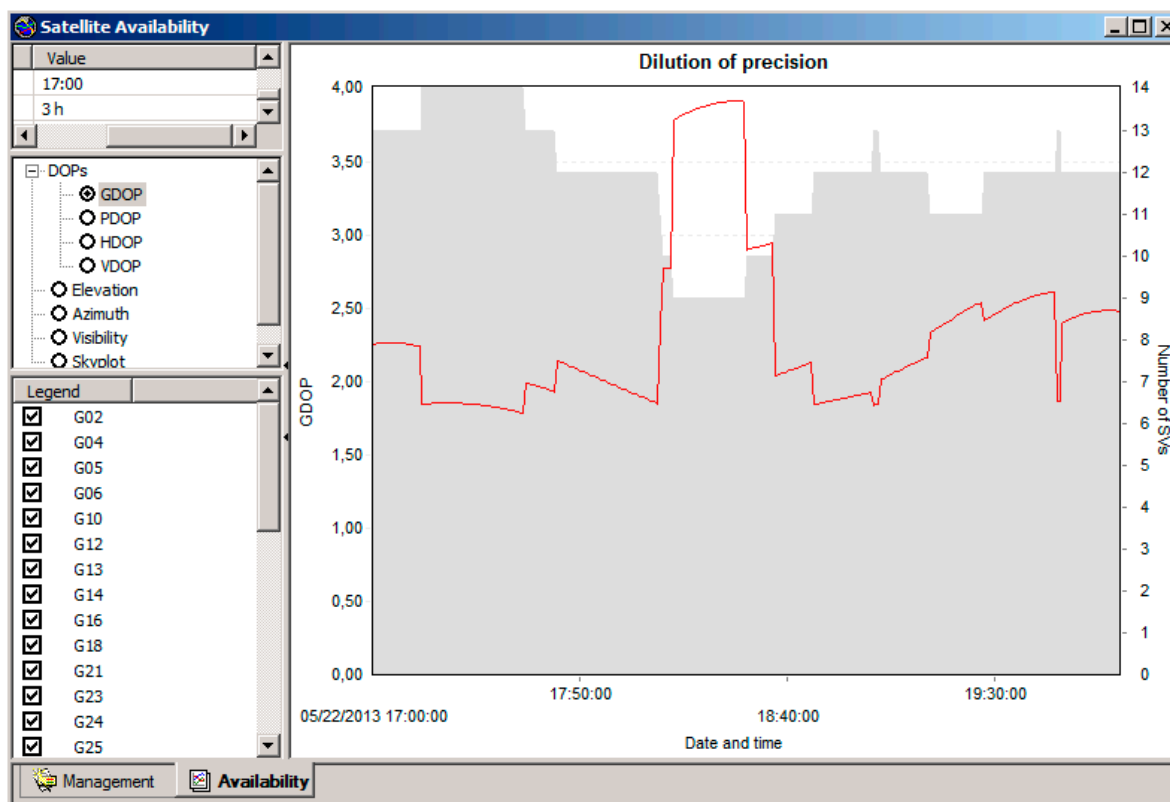 Satellite Availability
Value
17:00
3 h
DOPs
GDOP
PDOP
HDOP
VDOP
Elevation
Azimuth
Visibility
Skyplot
Legend
G02
G04
G05
G06
G10
G12
G13
G14
G16
G18
G21
G23
G24
G25
Dilution of precision
4,00
3,50
3,00
2,50
2,00
1,50
1,00
0,50
0,00
GDOP
14
13
12
11
10
9
8
7
6
5
4
3
2
1
0
Number of SVs
17:50:00
19:30:00
05/22/2013 17:00:00
18:40:00
Date and time
Management
Availability